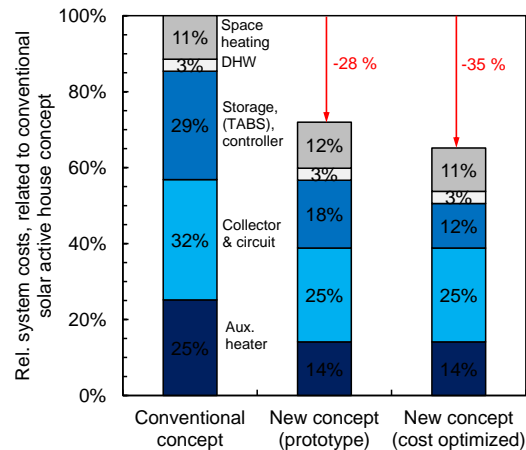 Rel. system costs, related to conventional
solar active house concept
100%
80%
60%
40%
20%
0%
11%
3%
29%
32%
25%
Space
heating
DHW
Storage,
(TABS),
controller
Collector
& circuit
Aux.
heater
-28 %
12%
3%
18%
25%
14%
-35 %
11%
3%
12%
25%
14%
Conventional
concept
New concept
(prototype)
New concept
(cost optimized)